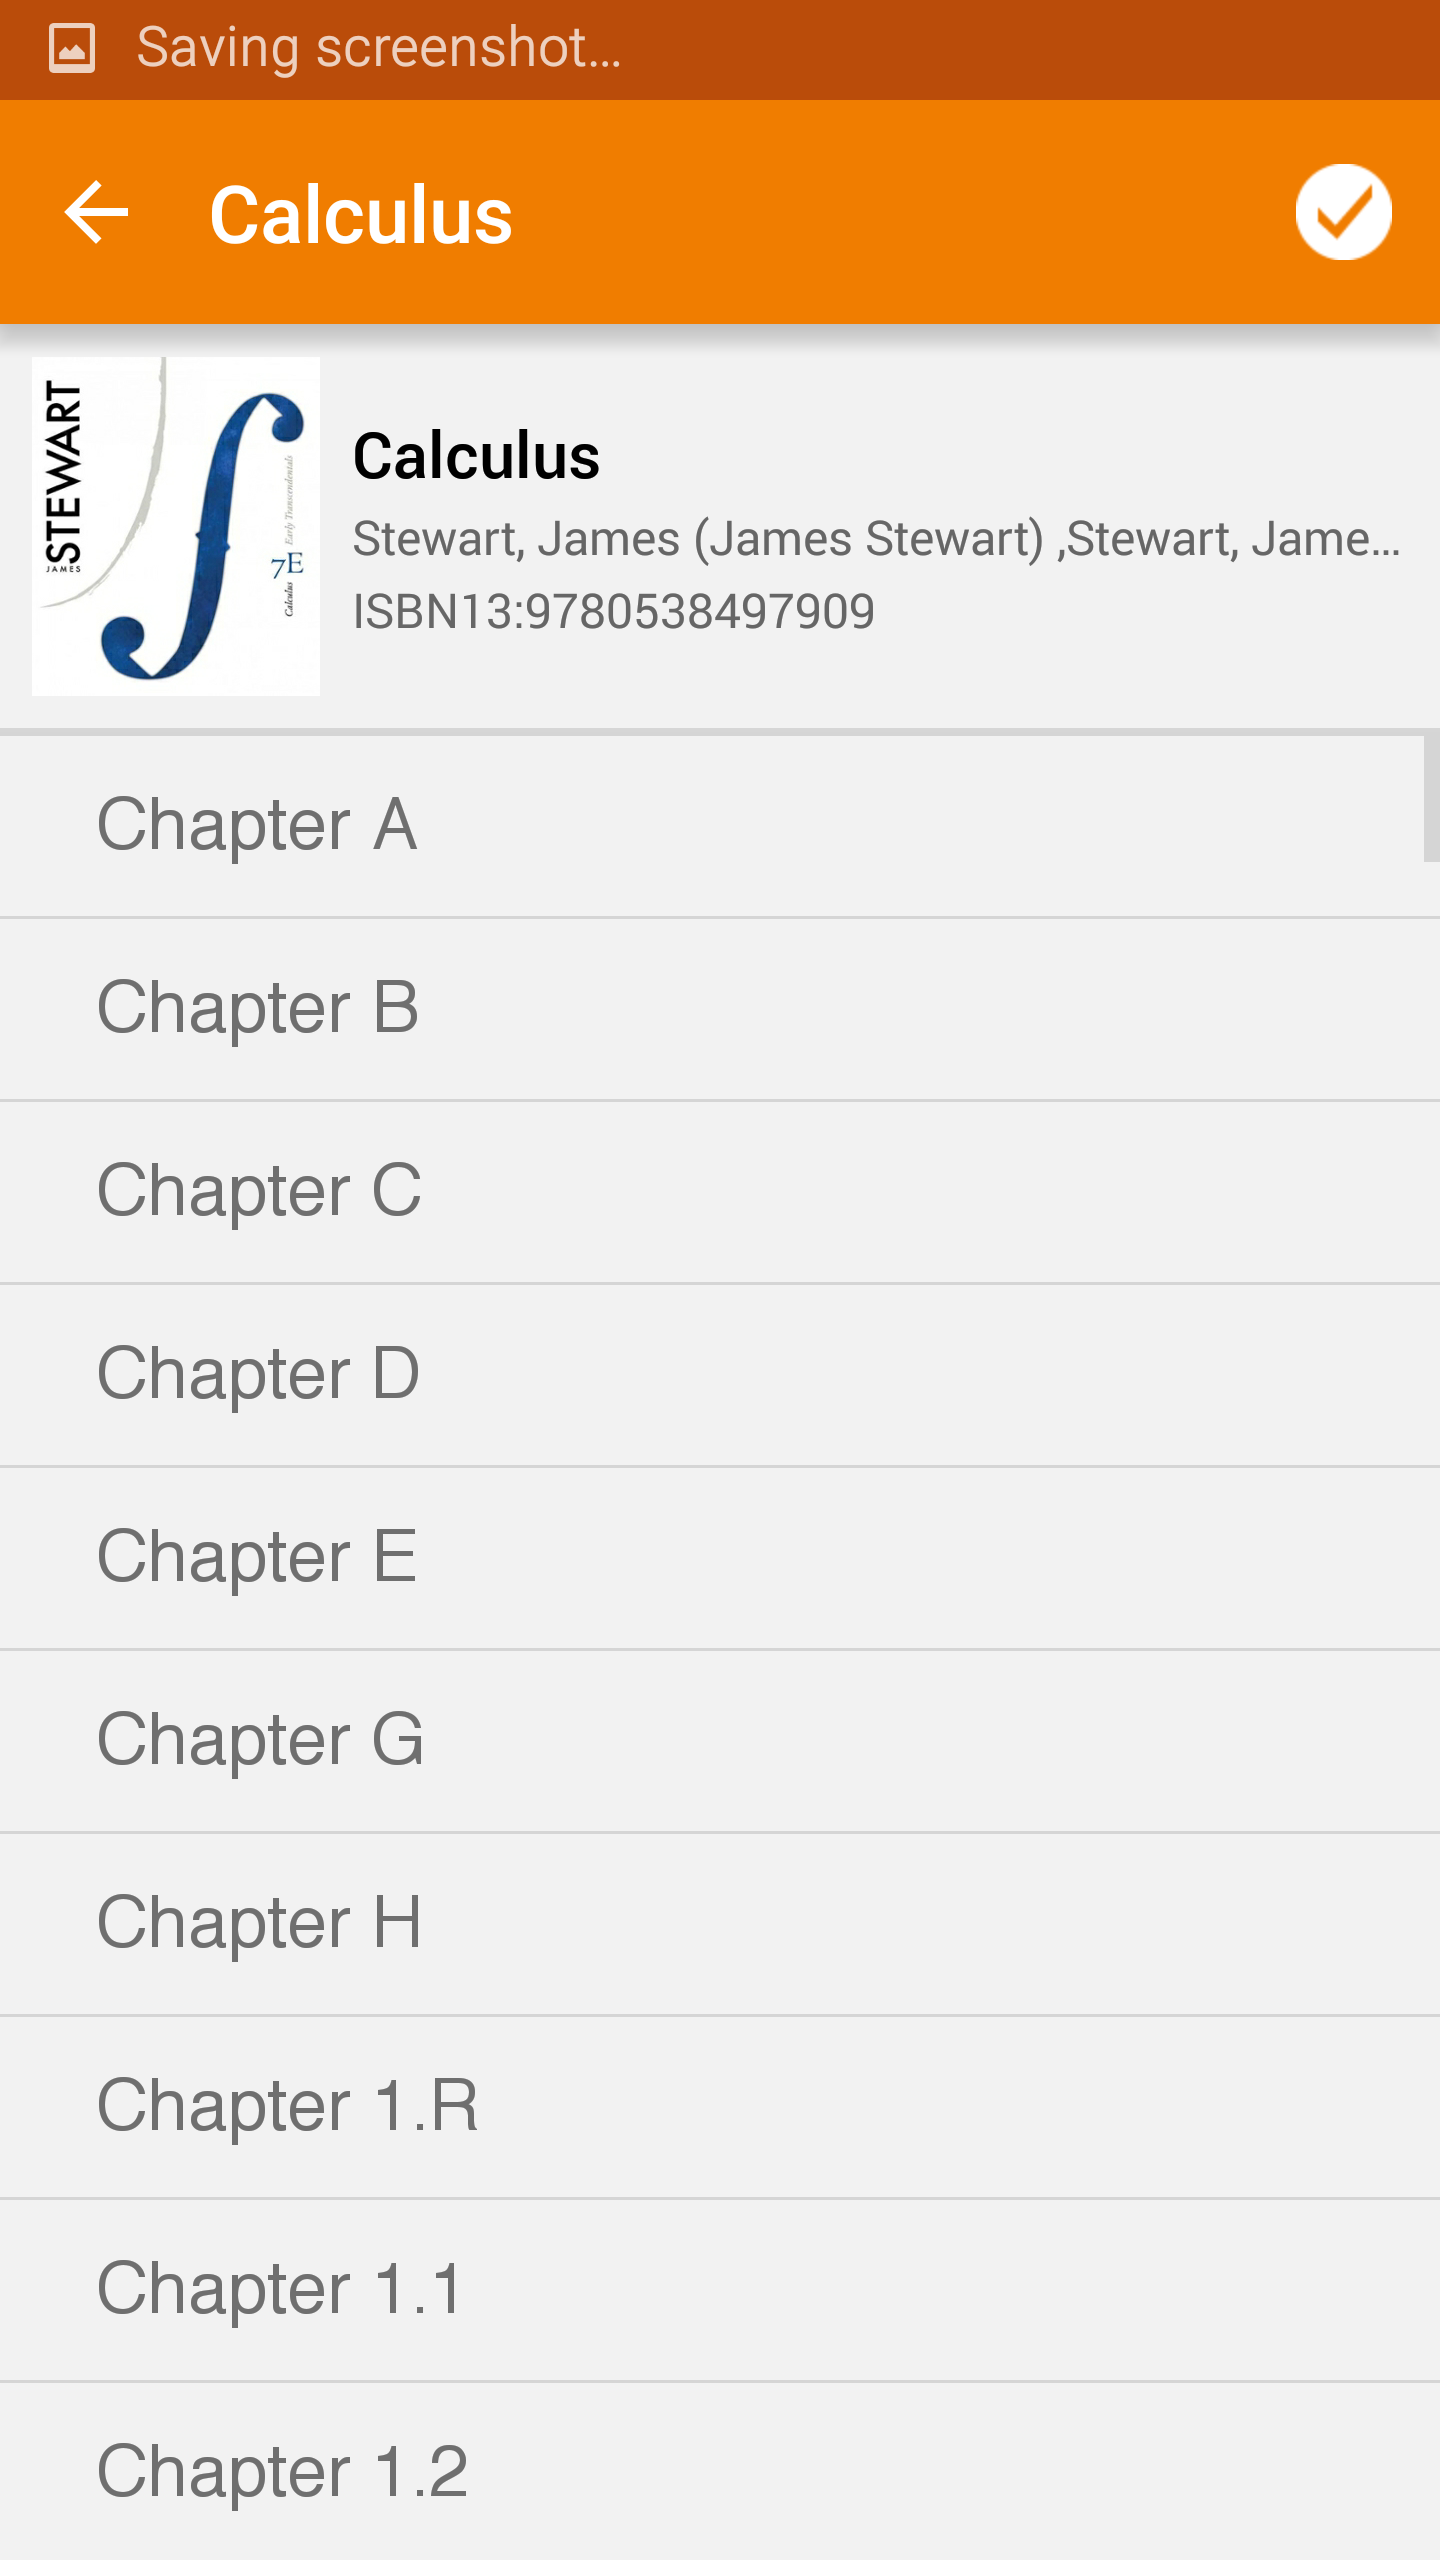 Saving screenshot...
Calculus
JAMES
STEWART
7E
Early Transcendentals
Calculus
Calculus
Stewart, James (James Stewart) ,Stewart, Jame...
ISBN13:9780538497909
Chapter A
Chapter B
Chapter C
Chapter D
Chapter E
Chapter G
Chapter H
Chapter 1.R
Chapter 1.1
Chapter 1.2